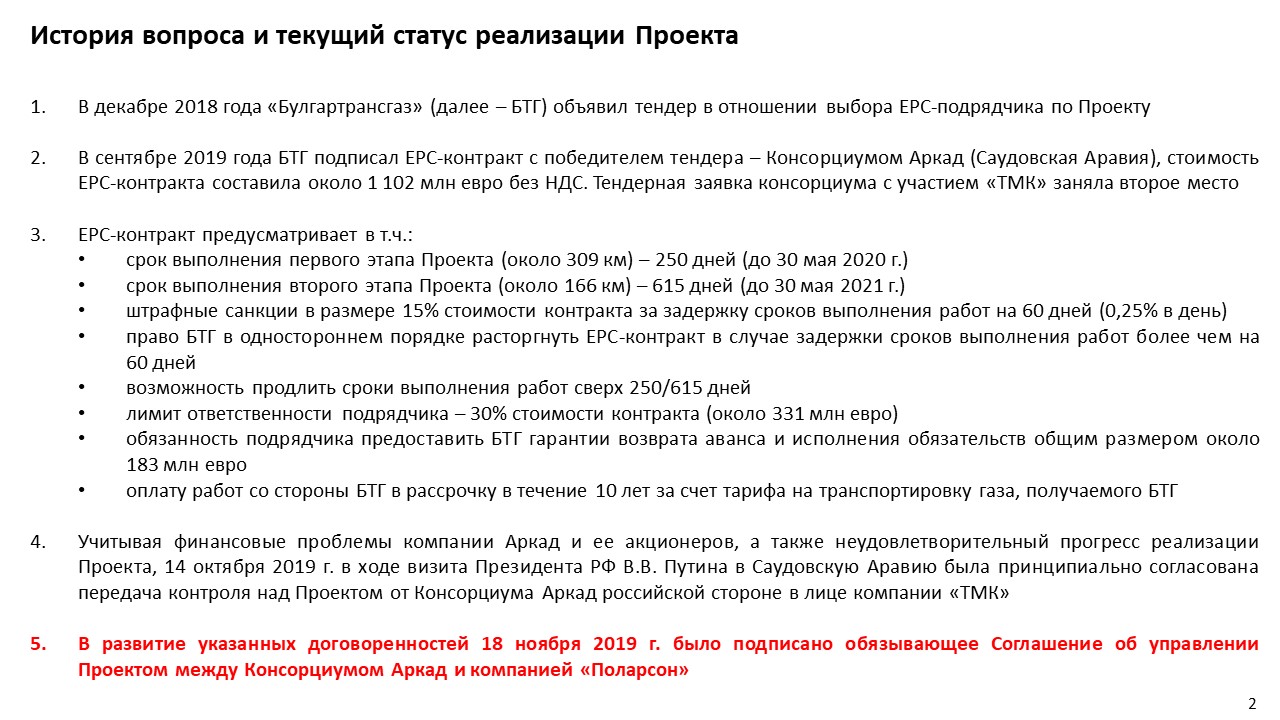 История вопроса и текущий статус реализации Проекта
1. В декабре 2018 года «Булгартрансгаз» (далее – БТГ) объявил тендер в отношении выбора EPC-подрядчика по Проекту
2. В сентябре 2019 года БТГ подписал EPC-контракт с победителем тендера – Консорциумом Аркад (Саудовская Аравия), стоимость
EPC-контракта составила около 1 102 млн евро без НДС. Тендерная заявка консорциума с участием «ТМК» заняла второе место
3. EPC-контракт предусматривает в т.ч.:
• срок выполнения первого этапа Проекта (около 309 км) – 250 дней (до 30 мая 2020 г.)
• срок выполнения второго этапа Проекта (около 166 км) – 615 дней (до 30 мая 2021 г.)
• штрафные санкции в размере 15% стоимости контракта за задержку сроков выполнения работ на 60 дней (0,25% в день)
• право БТГ в одностороннем порядке расторгнуть EPC-контракт в случае задержки сроков выполнения работ более чем на
60 дней
• возможность продлить сроки выполнения работ сверх 250/615 дней
• лимит ответственности подрядчика – 30% стоимости контракта (около 331 млн евро)
• обязанность подрядчика предоставить БТГ гарантии возврата аванса и исполнения обязательств общим размером около
183 млн евро
• оплату работ со стороны БТГ в рассрочку в течение 10 лет за счет тарифа на транспортировку газа, получаемого БТГ
4. Учитывая финансовые проблемы компании Аркад и ее акционеров, а также неудовлетворительный прогресс реализации
Проекта, 14 октября 2019 г. в ходе визита Президента РФ В.В. Путина в Саудовскую Аравию была принципиально согласована
передача контроля над Проектом от Консорциума Аркад российской стороне в лице компании «ТМК»
5. В развитие указанных договоренностей 18 ноября 2019 г. было подписано обязывающее Соглашение об управлении
Проектом между Консорциумом Аркад и компанией «Поларсон»
2